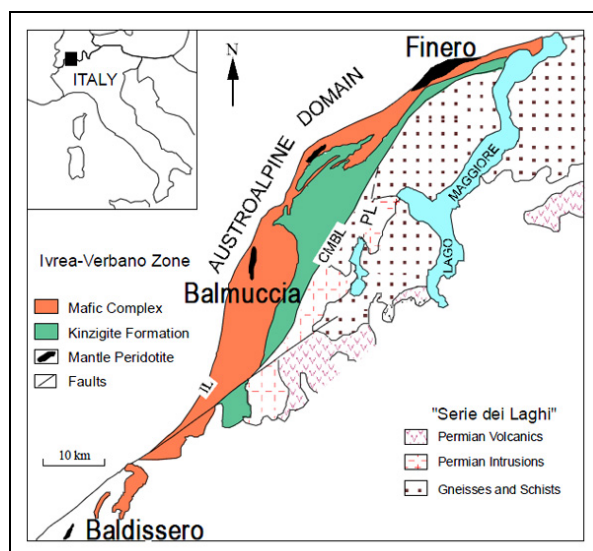 ITALY
N
Finero
AUSTROALPINE DOMAIN
LAGO MAGGIORE
CMBL
PL
Balmuccia
IL
Ivrea-Verbano Zone
Mafic Complex
Kinzigite Formation
Mantle Peridotite
Faults
10 km
Baldissero
"Serie dei Laghi"
Permian Volcanics
Permian Intrusions
Gneisses and Schists